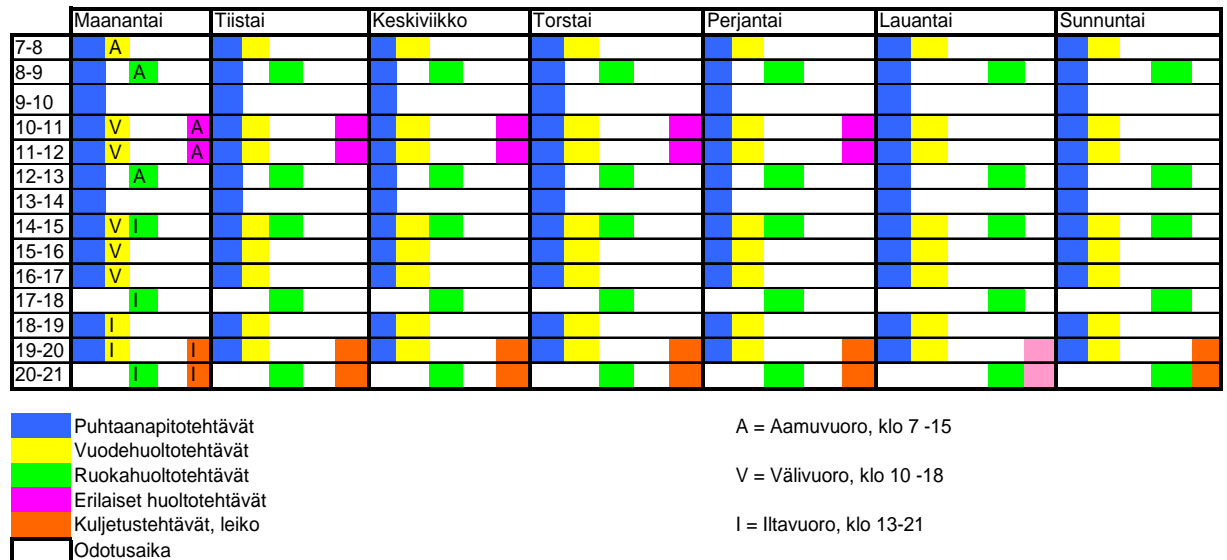 Maanantai Tiistai Keskiviikko Torstai Perjantai Lauantai Sunnuntai
7-8 A
8-9 A
9-10
10-11 V A
11-12 V A
12-13 A
13-14
14-15 V I
15-16 V
16-17 V
17-18 I
18-19 I
19-20 I I
20-21 I I
Puhtaanapitotehtävät A = Aamuvuoro, klo 7 -15
Vuodehuoltotehtävät
Ruokahuoltotehtävät V = Välivuoro, klo 10 -18
Erilaiset huoltotehtävät
Kuljetustehtävät, leiko I = Iltavuoro, klo 13-21
Odotusaika